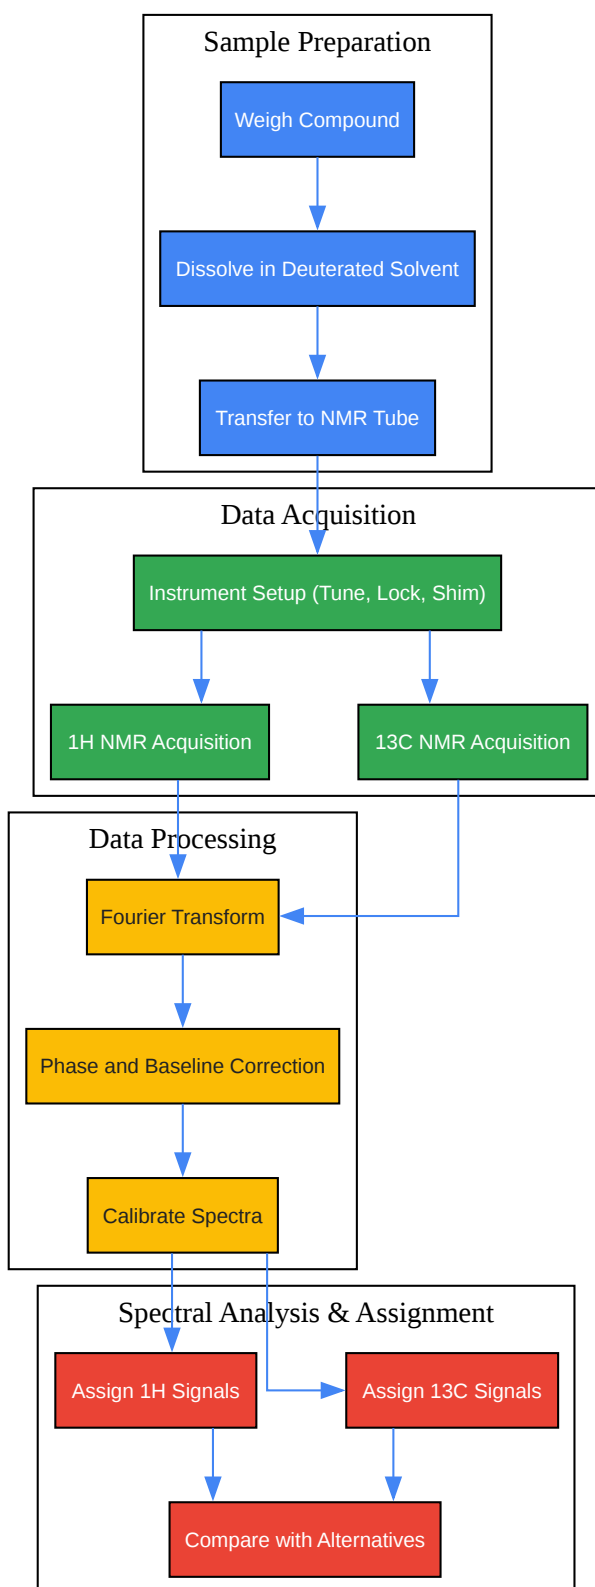 Sample Preparation
Weigh Compound
Dissolve in Deuterated Solvent
Transfer to NMR Tube
Data Acquisition
Instrument Setup (Tune, Lock, Shim)
1H NMR Acquisition
13C NMR Acquisition
Data Processing
Fourier Transform
Phase and Baseline Correction
Calibrate Spectra
Spectral Analysis & Assignment
Assign 1H Signals
Assign 13C Signals
Compare with Alternatives